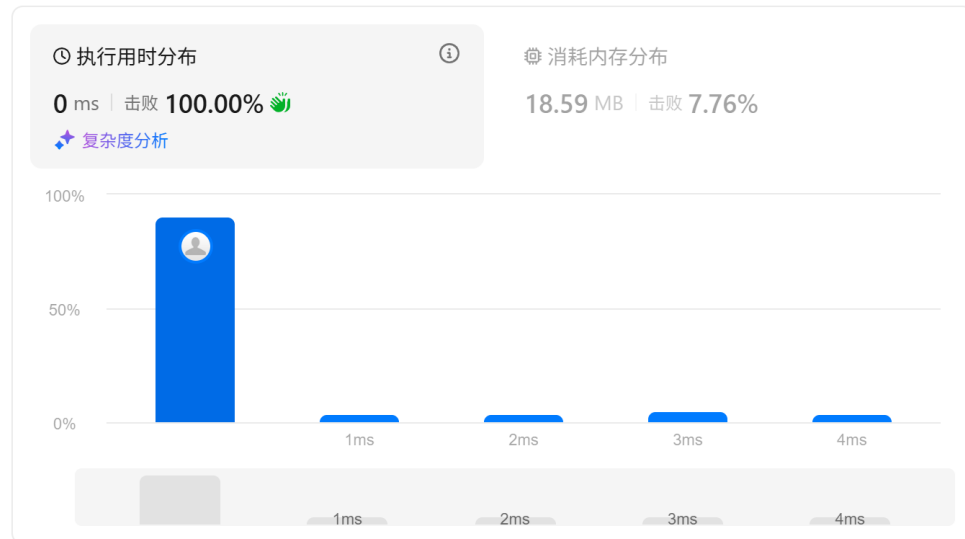 执行用时分布
0 ms 击败 100.00%
复杂度分析
消耗内存分布
18.59 MB 击败 7.76%
100%
50%
0%
1ms 2ms 3ms 4ms
1ms 2ms 3ms 4ms